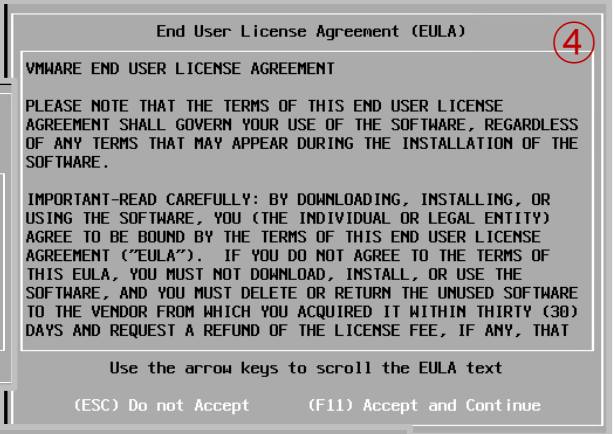 End User License Agreement (EULA)
④
VMWARE END USER LICENSE AGREEMENT
PLEASE NOTE THAT THE TERMS OF THIS END USER LICENSE
AGREEMENT SHALL GOVERN YOUR USE OF THE SOFTWARE, REGARDLESS
OF ANY TERMS THAT MAY APPEAR DURING THE INSTALLATION OF THE
SOFTWARE.
IMPORTANT-READ CAREFULLY: BY DOWNLOADING, INSTALLING, OR
USING THE SOFTWARE, YOU (THE INDIVIDUAL OR LEGAL ENTITY)
AGREE TO BE BOUND BY THE TERMS OF THIS END USER LICENSE
AGREEMENT ("EULA").  IF YOU DO NOT AGREE TO THE TERMS OF
THIS EULA, YOU MUST NOT DOWNLOAD, INSTALL, OR USE THE
SOFTWARE, AND YOU MUST DELETE OR RETURN THE UNUSED SOFTWARE
TO THE VENDOR FROM WHICH YOU ACQUIRED IT WITHIN THIRTY (30)
DAYS AND REQUEST A REFUND OF THE LICENSE FEE, IF ANY, THAT
Use the arrow keys to scroll the EULA text
(ESC) Do not Accept (F11) Accept and Continue